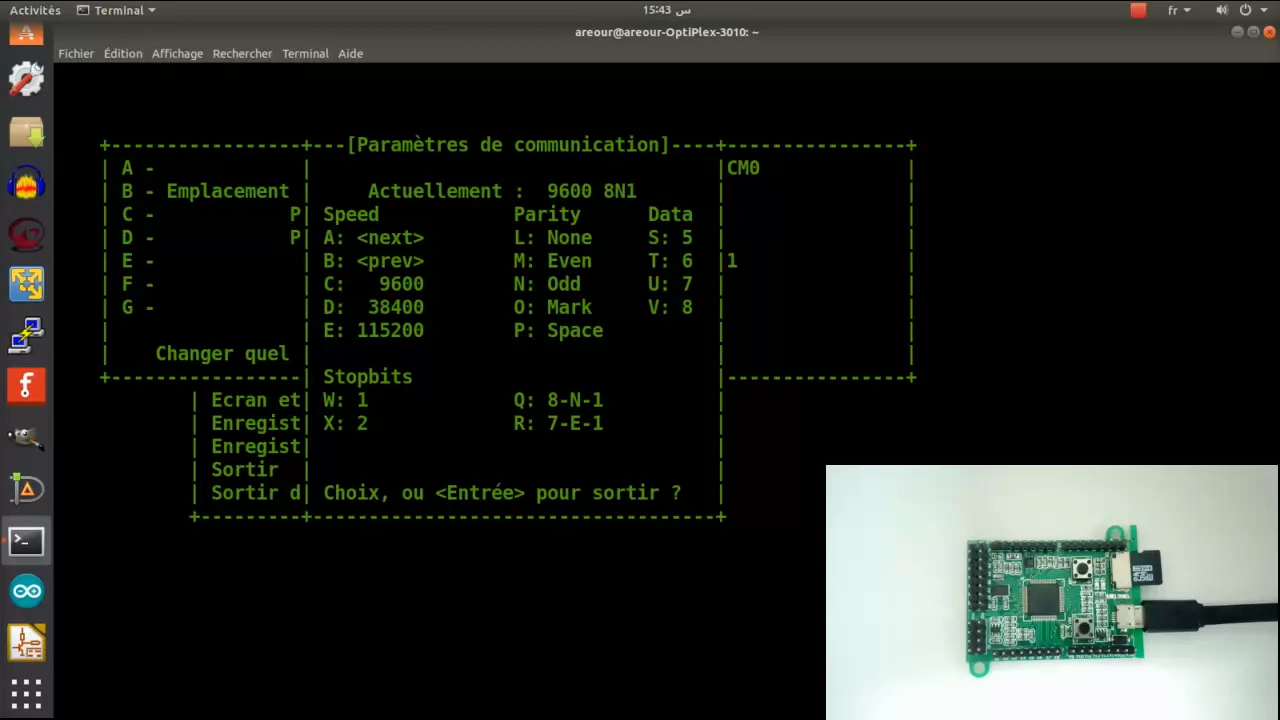 Activités Terminal 15:43 س fr
areour@areour-OptiPlex-3010: ~
Fichier Édition Affichage Rechercher Terminal Aide
+-----------------+---[Paramètres de communication]----+----------------+
| A - | |CM0 |
| B - Emplacement | Actuellement : 9600 8N1 | |
| C - P| Speed Parity Data | |
| D - P| A: <next> L: None S: 5 | |
| E - | B: <prev> M: Even T: 6 |1 |
| F - | C: 9600 N: Odd U: 7 | |
| G - | D: 38400 O: Mark V: 8 | |
| | E: 115200 P: Space | |
| Changer quel | | |
+-----------------| Stopbits |----------------+
| Ecran et| W: 1 Q: 8-N-1 |
| Enregist| X: 2 R: 7-E-1 |
| Enregist| |
| Sortir | |
| Sortir d| Choix, ou <Entrée> pour sortir ? |
+---------+-------------------------------------+